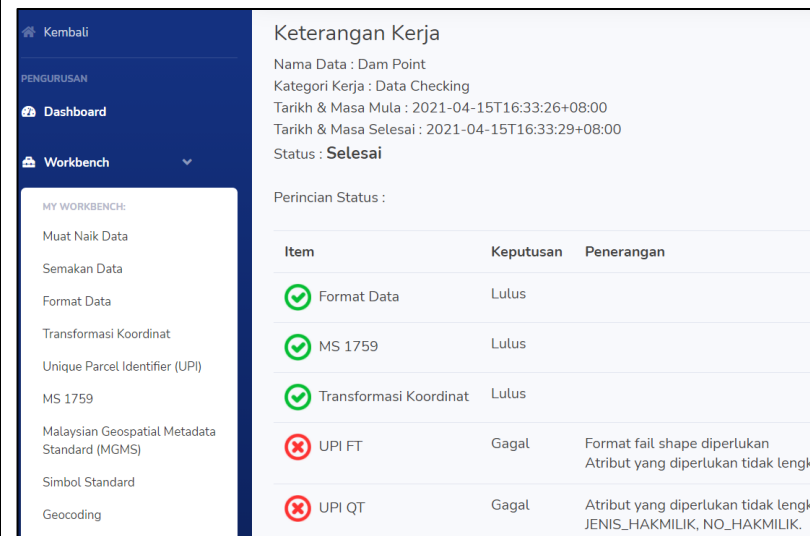 Kembali
PENGURUSAN
Dashboard
Workbench
MY WORKBENCH:
Muat Naik Data
Semakan Data
Format Data
Transformasi Koordinat
Unique Parcel Identifier (UPI)
MS 1759
Malaysian Geospatial Metadata
Standard (MGMS)
Simbol Standard
Geocoding
Keterangan Kerja
Nama Data : Dam Point
Kategori Kerja : Data Checking
Tarikh & Masa Mula : 2021-04-15T16:33:26+08:00
Tarikh & Masa Selesai : 2021-04-15T16:33:29+08:00
Status : Selesai
Perincian Status :
Item Keputusan Penerangan
Format Data Lulus
MS 1759 Lulus
Transformasi Koordinat Lulus
UPI FT Gagal Format fail shape diperlukan
Atribut yang diperlukan tidak
UPI QT Gagal Atribut yang diperlukan tidak
JENIS_HAKMILIK, NO_HAKMILIK.